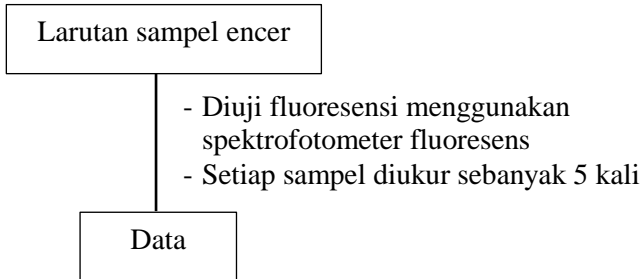 Larutan sampel encer
- Diuji fluoresensi menggunakan
spektrofotometer fluoresens
- Setiap sampel diukur sebanyak 5 kali
Data